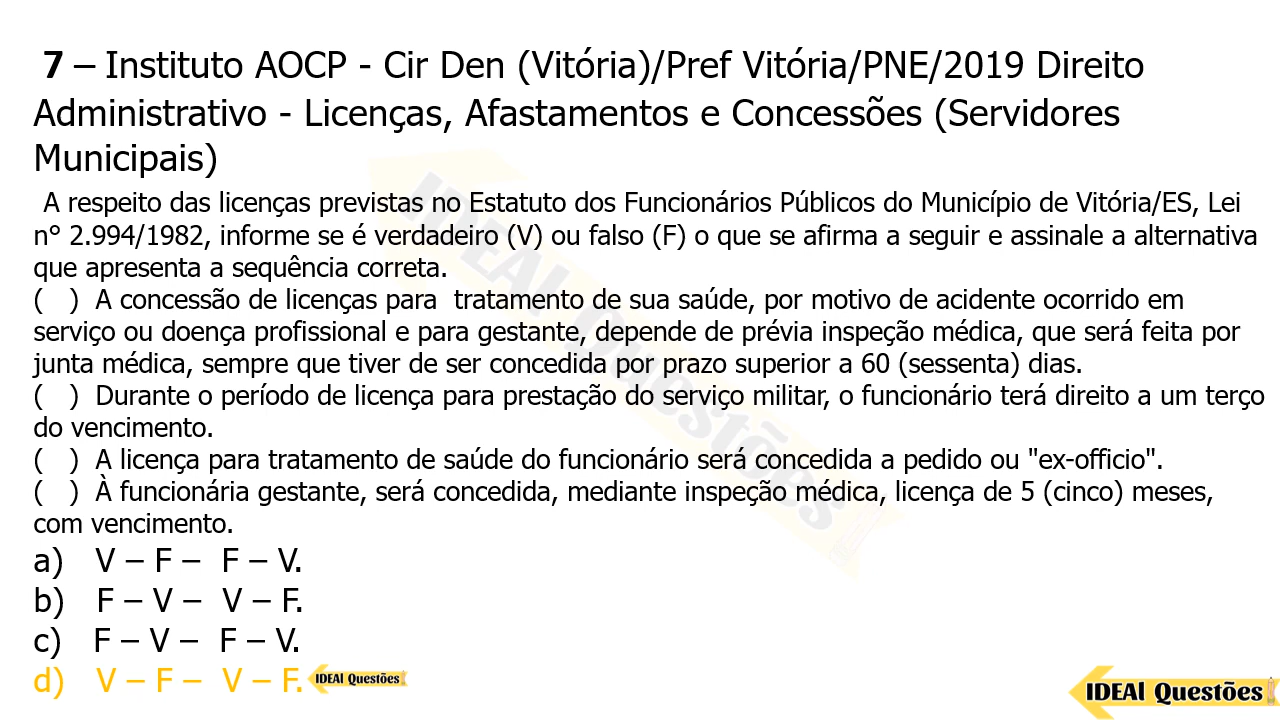 7 – Instituto AOCP - Cir Den (Vitória)/Pref Vitória/PNE/2019 Direito
Administrativo - Licenças, Afastamentos e Concessões (Servidores
Municipais)
A respeito das licenças previstas no Estatuto dos Funcionários Públicos do Município de Vitória/ES, Lei
n° 2.994/1982, informe se é verdadeiro (V) ou falso (F) o que se afirma a seguir e assinale a alternativa
que apresenta a sequência correta.
(   )  A concessão de licenças para  tratamento de sua saúde, por motivo de acidente ocorrido em
serviço ou doença profissional e para gestante, depende de prévia inspeção médica, que será feita por
junta médica, sempre que tiver de ser concedida por prazo superior a 60 (sessenta) dias.
(   )  Durante o período de licença para prestação do serviço militar, o funcionário terá direito a um terço
do vencimento.
(   )  A licença para tratamento de saúde do funcionário será concedida a pedido ou "ex-officio".
(   )  À funcionária gestante, será concedida, mediante inspeção médica, licença de 5 (cinco) meses,
com vencimento.
a)   V – F –  F – V.
b)   F – V –  V – F.
c)   F – V –  F – V.
d)   V – F –  V – F.
IDEAl Questões
IDEAl Questões
IDEAl Questões